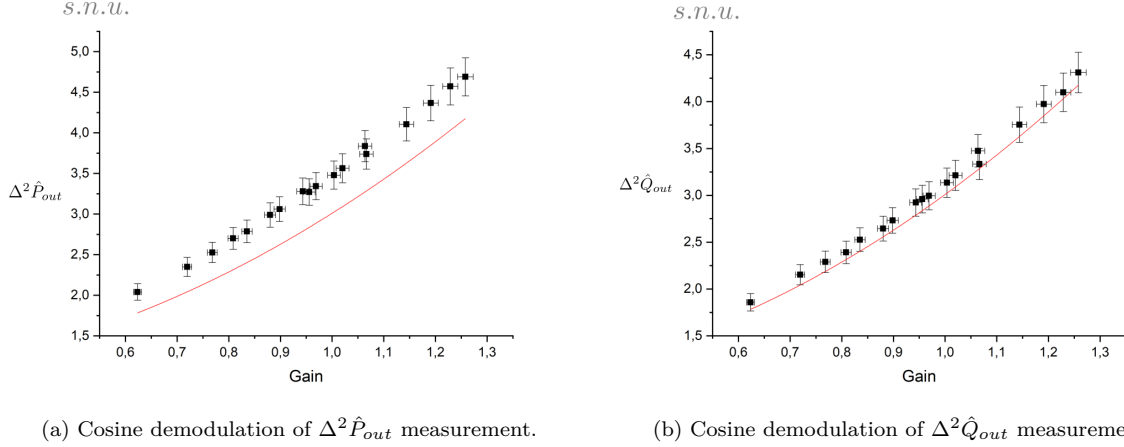 s.n.u.
5,0
4,5
4,0
3,5
Δ²P̂out
3,0
2,5
2,0
1,5
0,6 0,7 0,8 0,9 1,0 1,1 1,2 1,3
Gain
(a) Cosine demodulation of Δ²P̂out measurement.
s.n.u.
4,5
4,0
3,5
Δ²Q̂out
3,0
2,5
2,0
1,5
0,6 0,7 0,8 0,9 1,0 1,1 1,2 1,3
Gain
(b) Cosine demodulation of Δ²Q̂out measureme